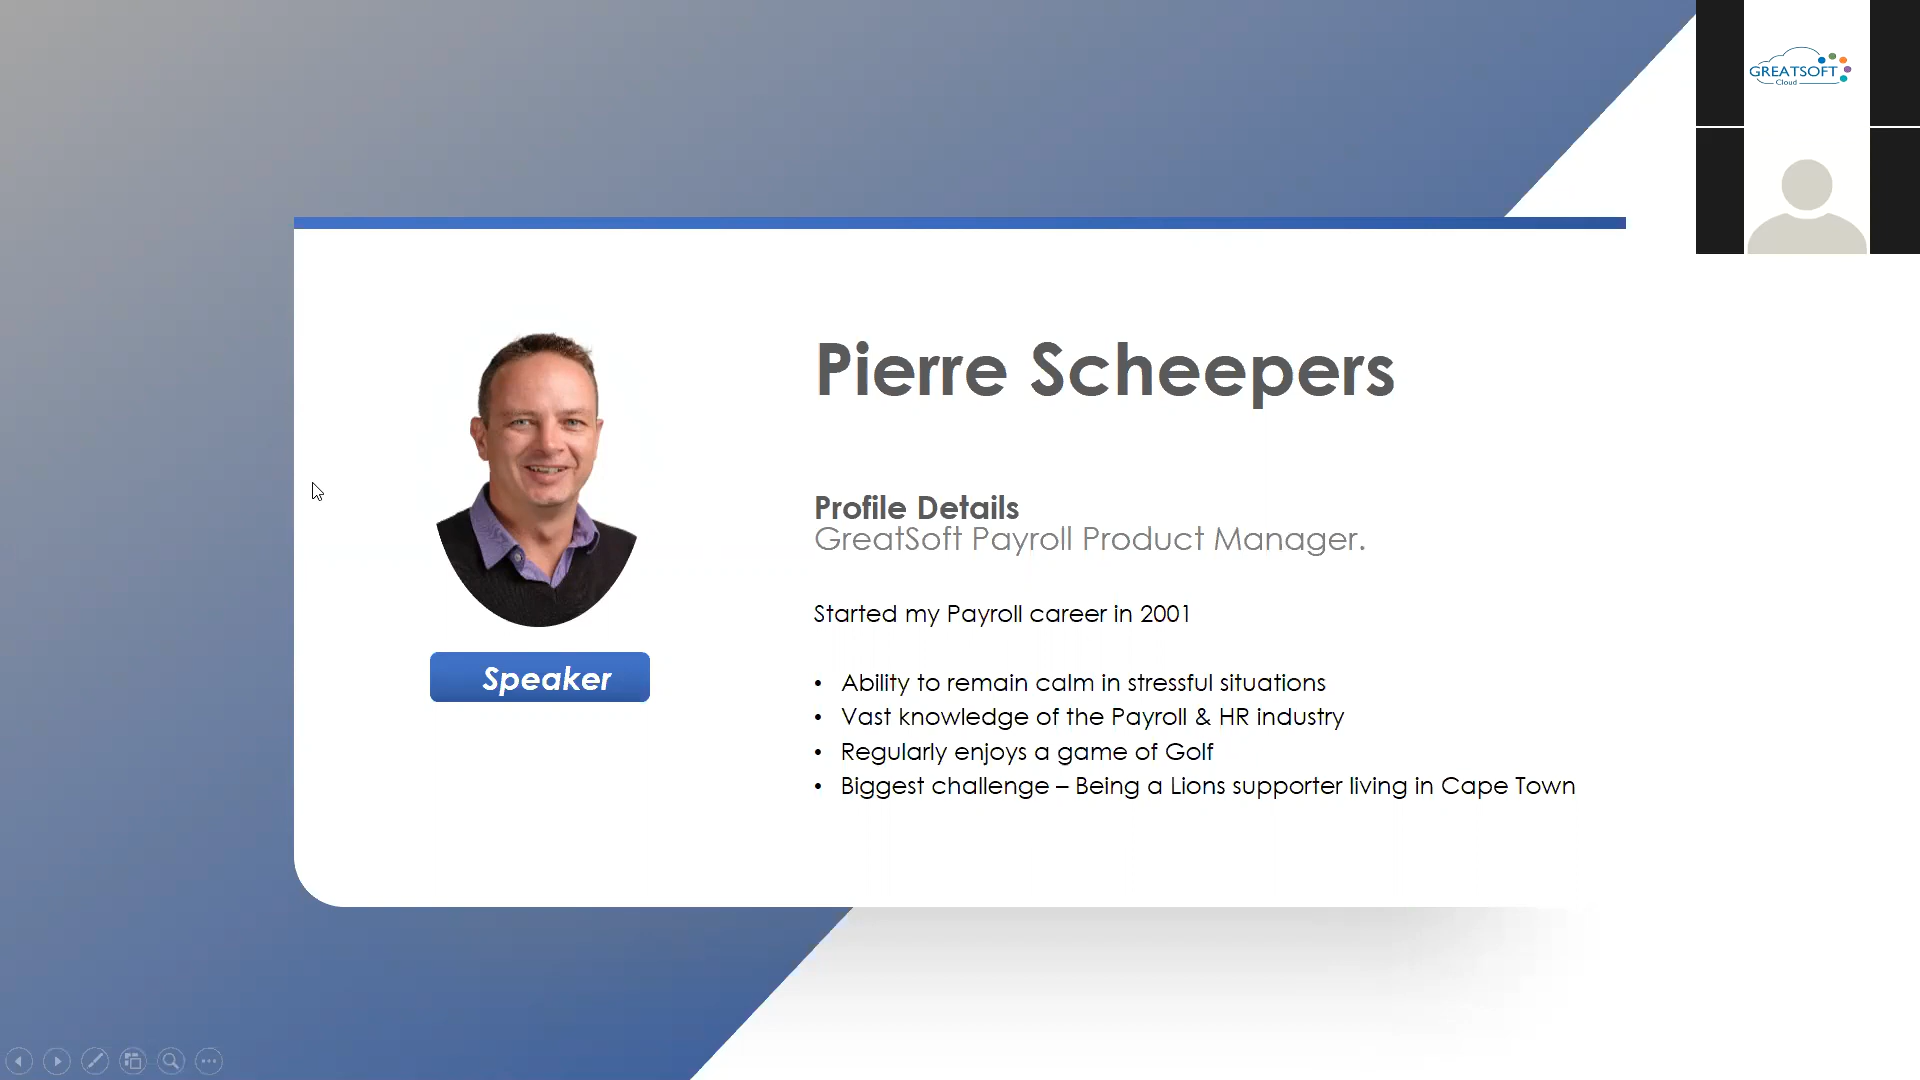 GREATSOFT
Cloud
Pierre Scheepers
Profile Details
GreatSoft Payroll Product Manager.
Started my Payroll career in 2001
• Ability to remain calm in stressful situations
• Vast knowledge of the Payroll & HR industry
• Regularly enjoys a game of Golf
• Biggest challenge – Being a Lions supporter living in Cape Town
Speaker